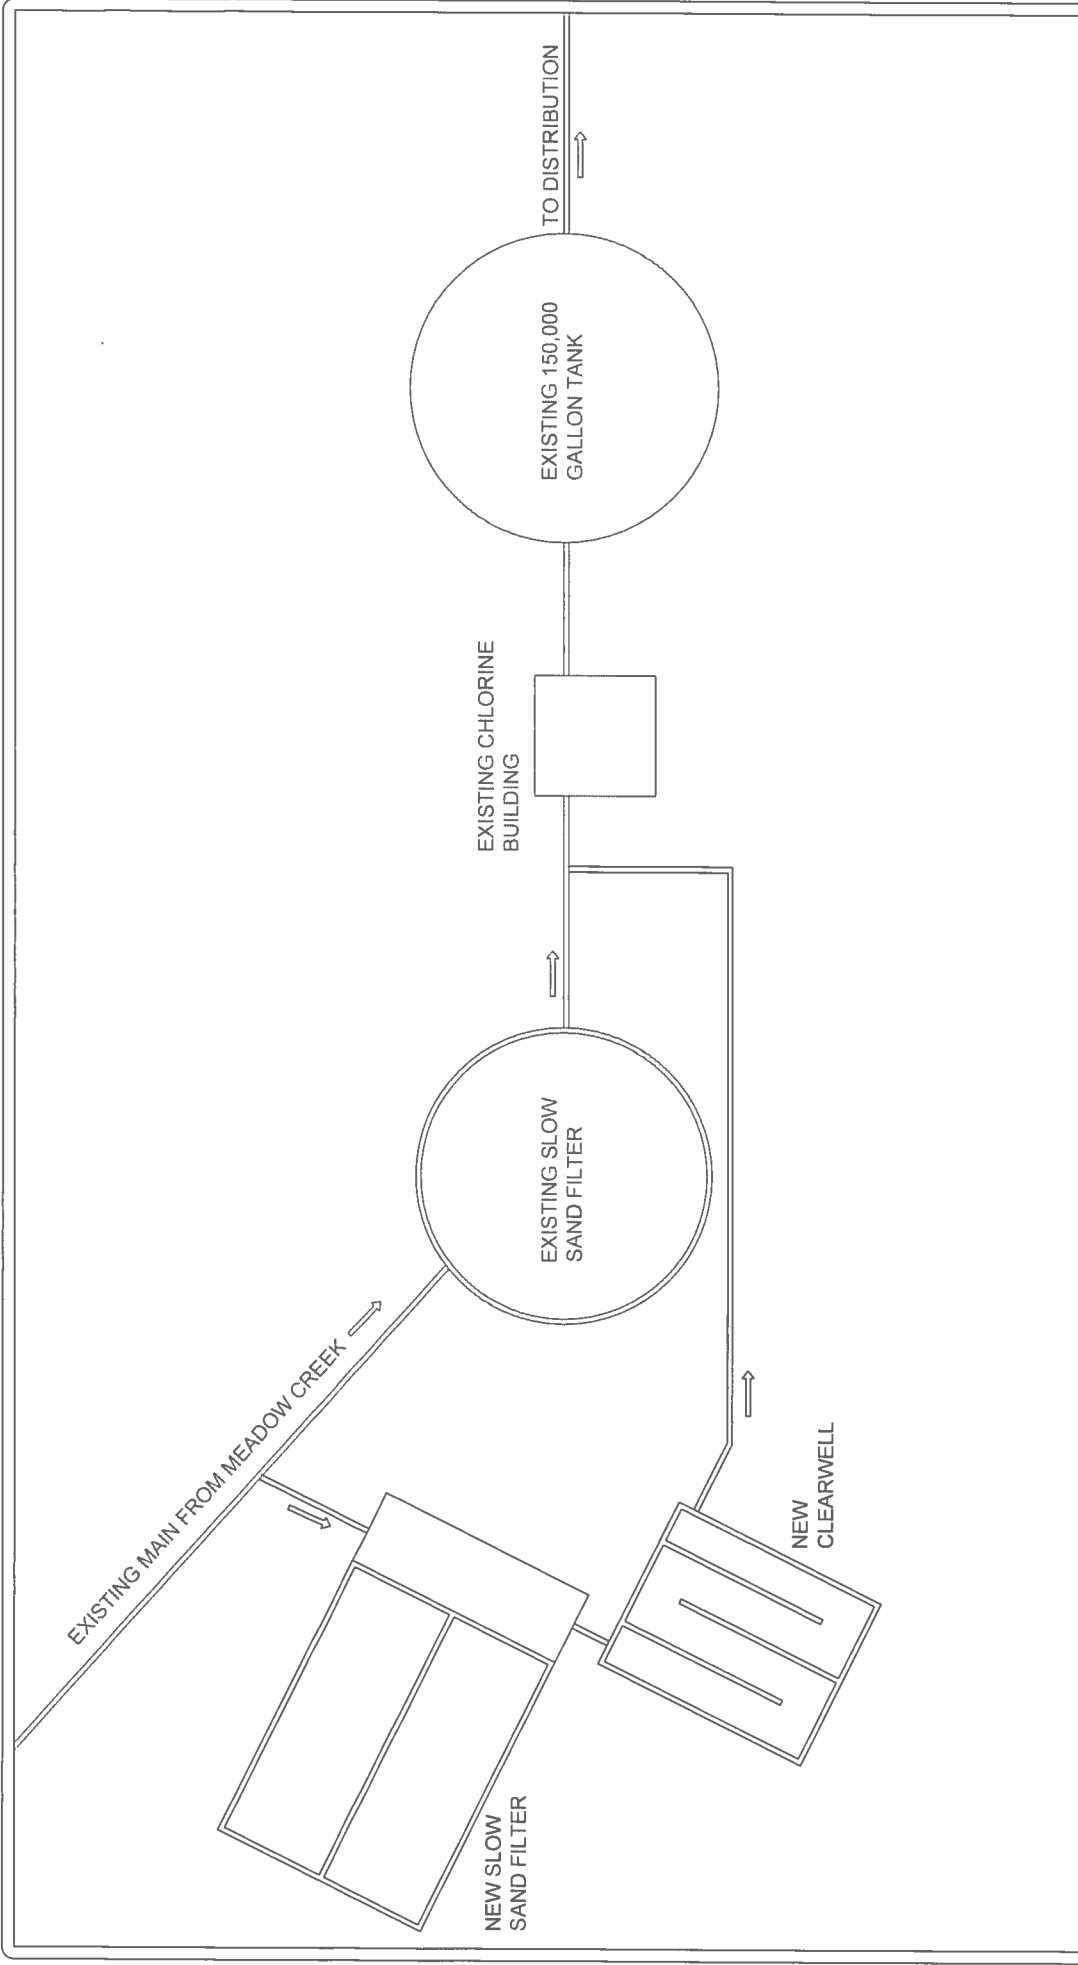 EXISTING MAIN FROM MEADOW CREEK
NEW SLOW
SAND FILTER
NEW
CLEARWELL
EXISTING SLOW
SAND FILTER
EXISTING CHLORINE
BUILDING
EXISTING 150,000
GALLON TANK
TO DISTRIBUTION